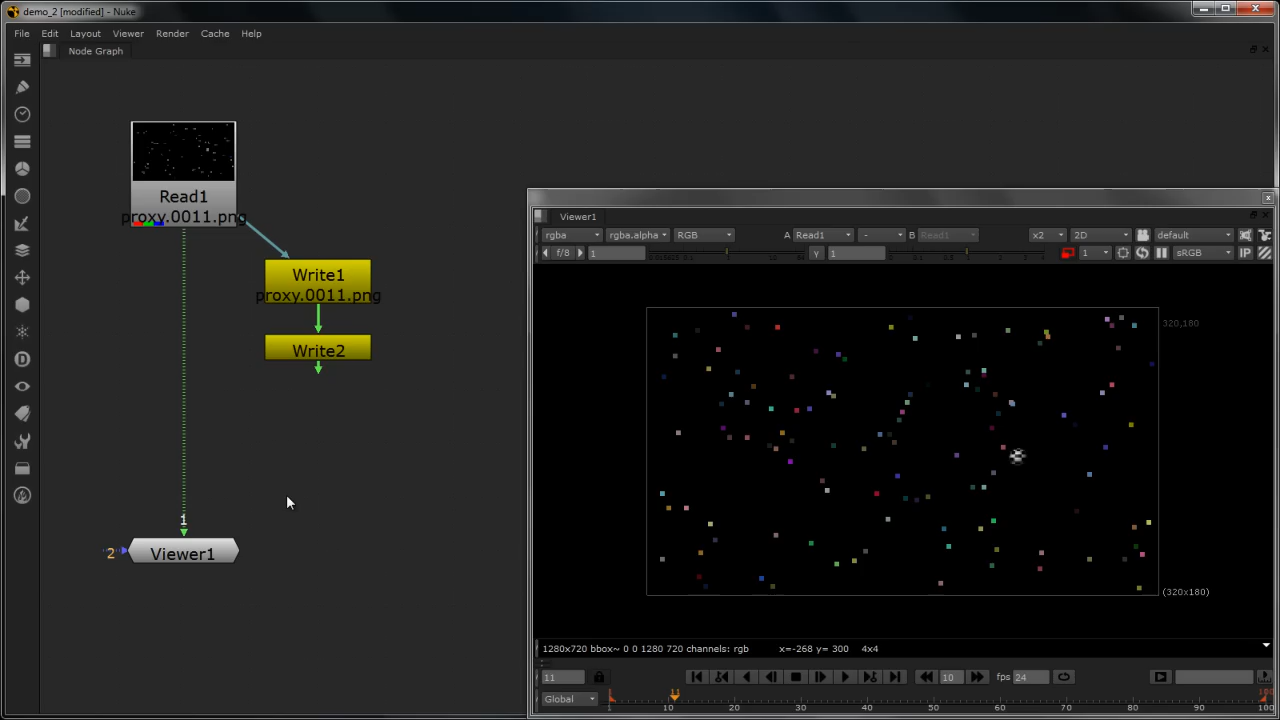 demo_2 [modified] - Nuke
File Edit Layout Viewer Render Cache Help
Node Graph
Read1
proxy.0011.png
Write1
proxy.0011.png
Write2
1
2 Viewer1
Viewer1
rgba rgba.alpha RGB A Read1 - B Read1 x2 2D default
f/8 1 Y 1 1 sRGB IP
320,180
(320x180)
1280x720 bbox~ 0 0 1280 720 channels: rgb x=-268 y= 300 4x4
11 10 fps 24
Global 1 10 11 20 30 40 50 60 70 80 90 100